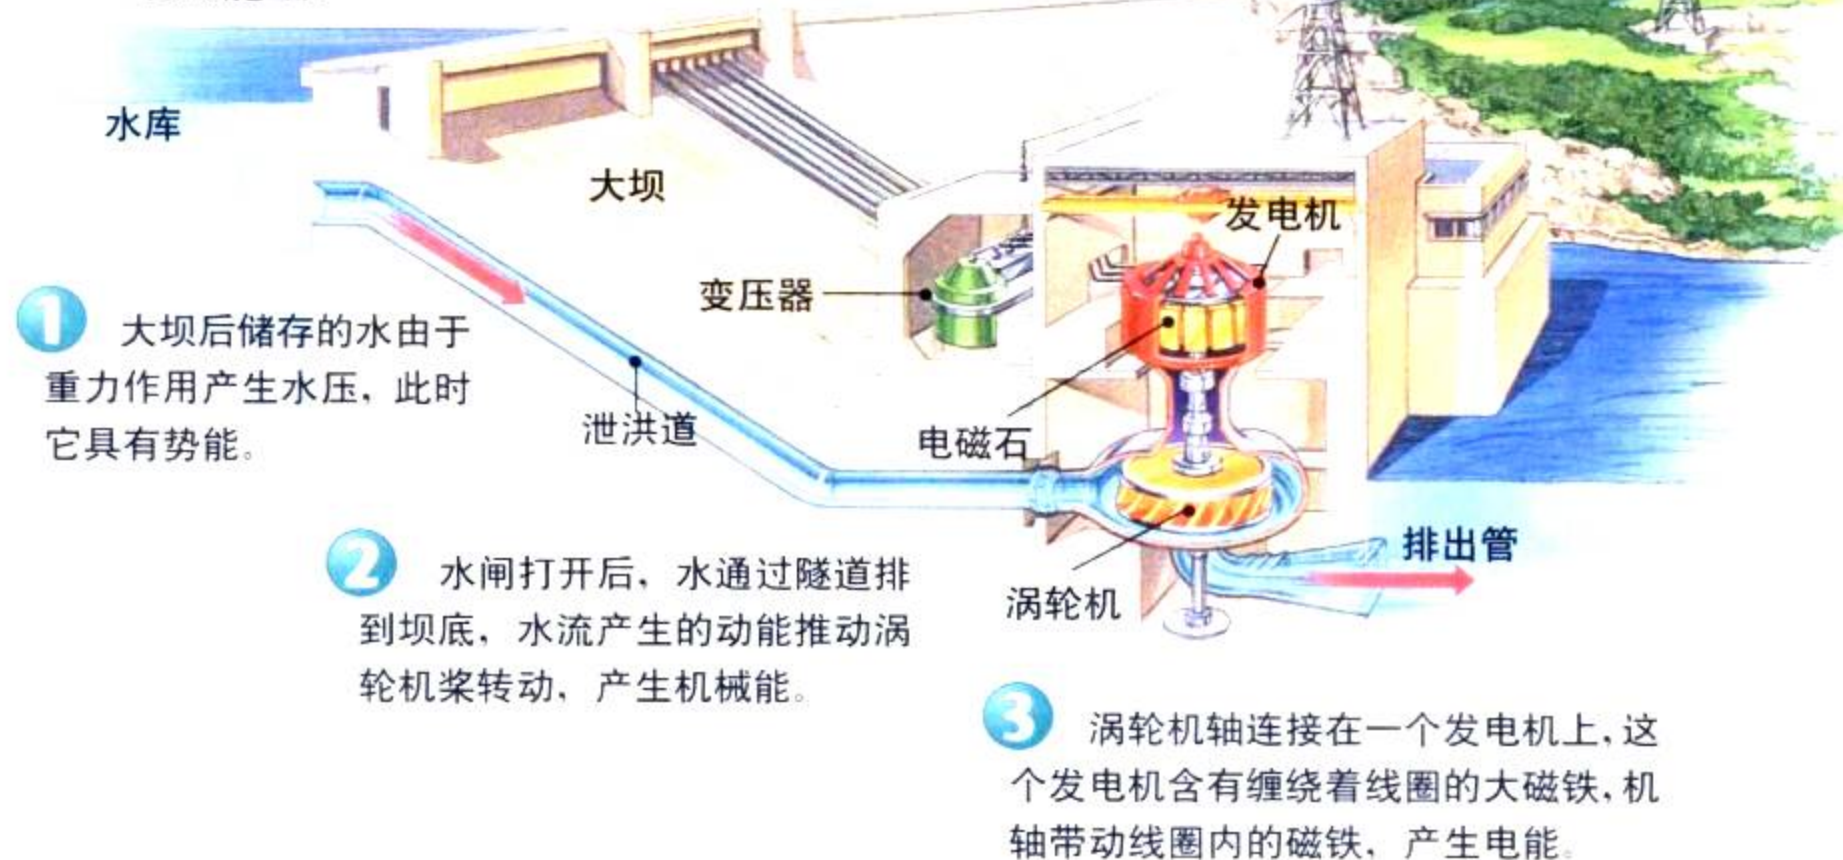 水库
大坝
发电机
变压器
1 大坝后储存的水由于
重力作用产生水压，此时
它具有势能。
泄洪道
电磁石
排出管
2 水闸打开后，水通过隧道排
到坝底，水流产生的动能推动涡
轮机桨转动，产生机械能。
涡轮机
3 涡轮机轴连接在一个发电机上，这
个发电机含有缠绕着线圈的大磁铁，机
轴带动线圈内的磁铁，产生电能。